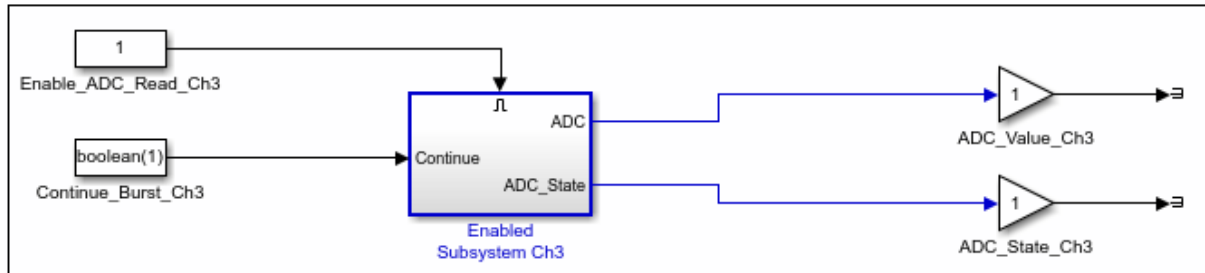 1
Enable_ADC_Read_Ch3
boolean(1)
Continue_Burst_Ch3
Continue
ADC
ADC_State
Enabled
Subsystem Ch3
1
ADC_Value_Ch3
1
ADC_State_Ch3